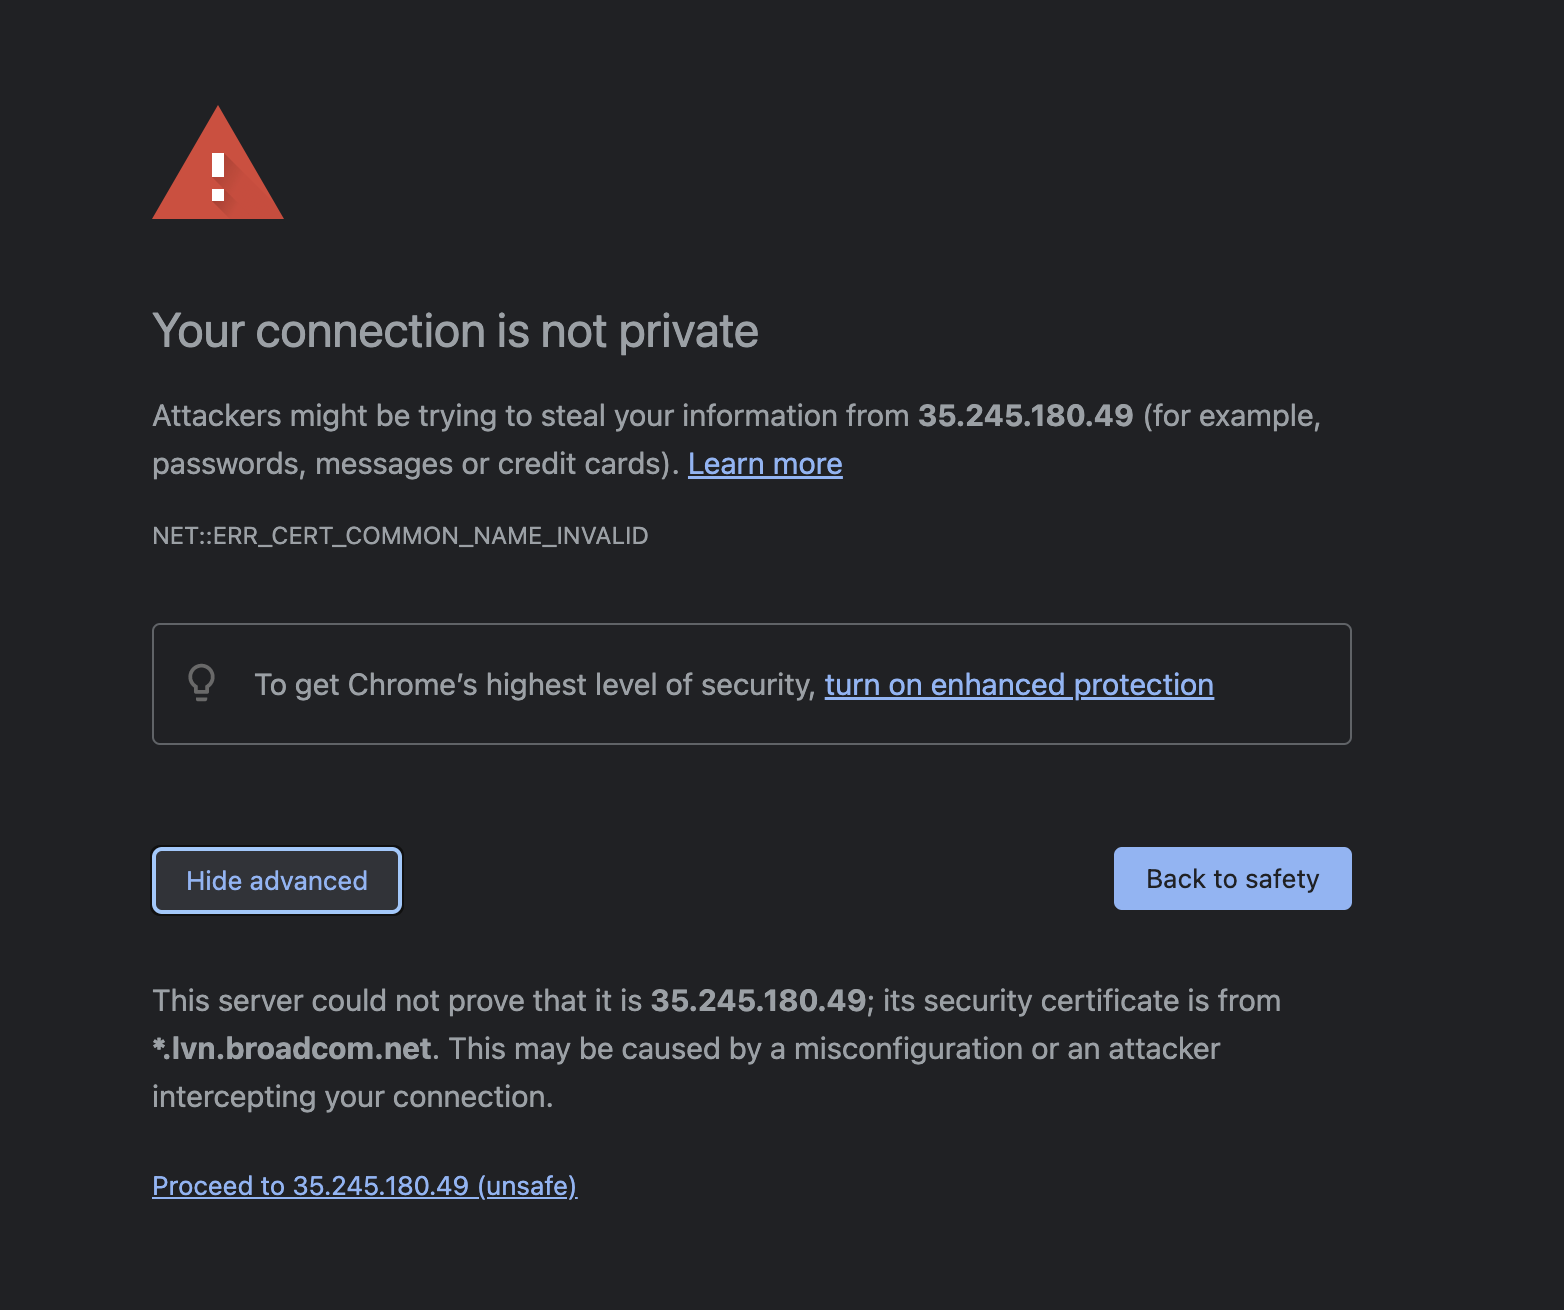 Your connection is not private
Attackers might be trying to steal your information from 35.245.180.49 (for example,
passwords, messages or credit cards). Learn more
NET::ERR_CERT_COMMON_NAME_INVALID
To get Chrome’s highest level of security, turn on enhanced protection
Hide advanced
Back to safety
This server could not prove that it is 35.245.180.49; its security certificate is from
*.lvn.broadcom.net. This may be caused by a misconfiguration or an attacker
intercepting your connection.
Proceed to 35.245.180.49 (unsafe)